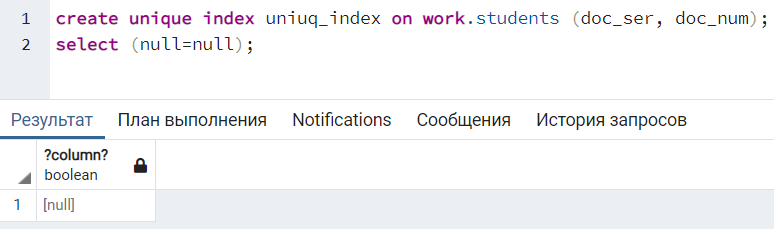 1 create unique index uniuq_index on work.students (doc_ser, doc_num);
2 select (null=null);
Результат План выполнения Notifications Сообщения История запросов
?column?
boolean
1 [null]